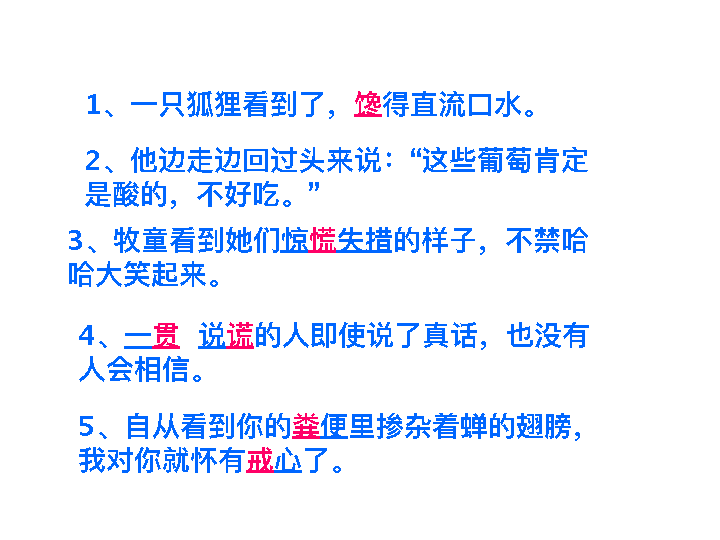 1、一只狐狸看到了，馋得直流口水。
2、他边走边回过头来说：“这些葡萄肯定
是酸的，不好吃。”
3、牧童看到她们惊慌失措的样子，不禁哈
哈大笑起来。
4、一贯 说谎的人即使说了真话，也没有
人会相信。
5、自从看到你的粪便里掺杂着蝉的翅膀，
我对你就怀有戒心了。